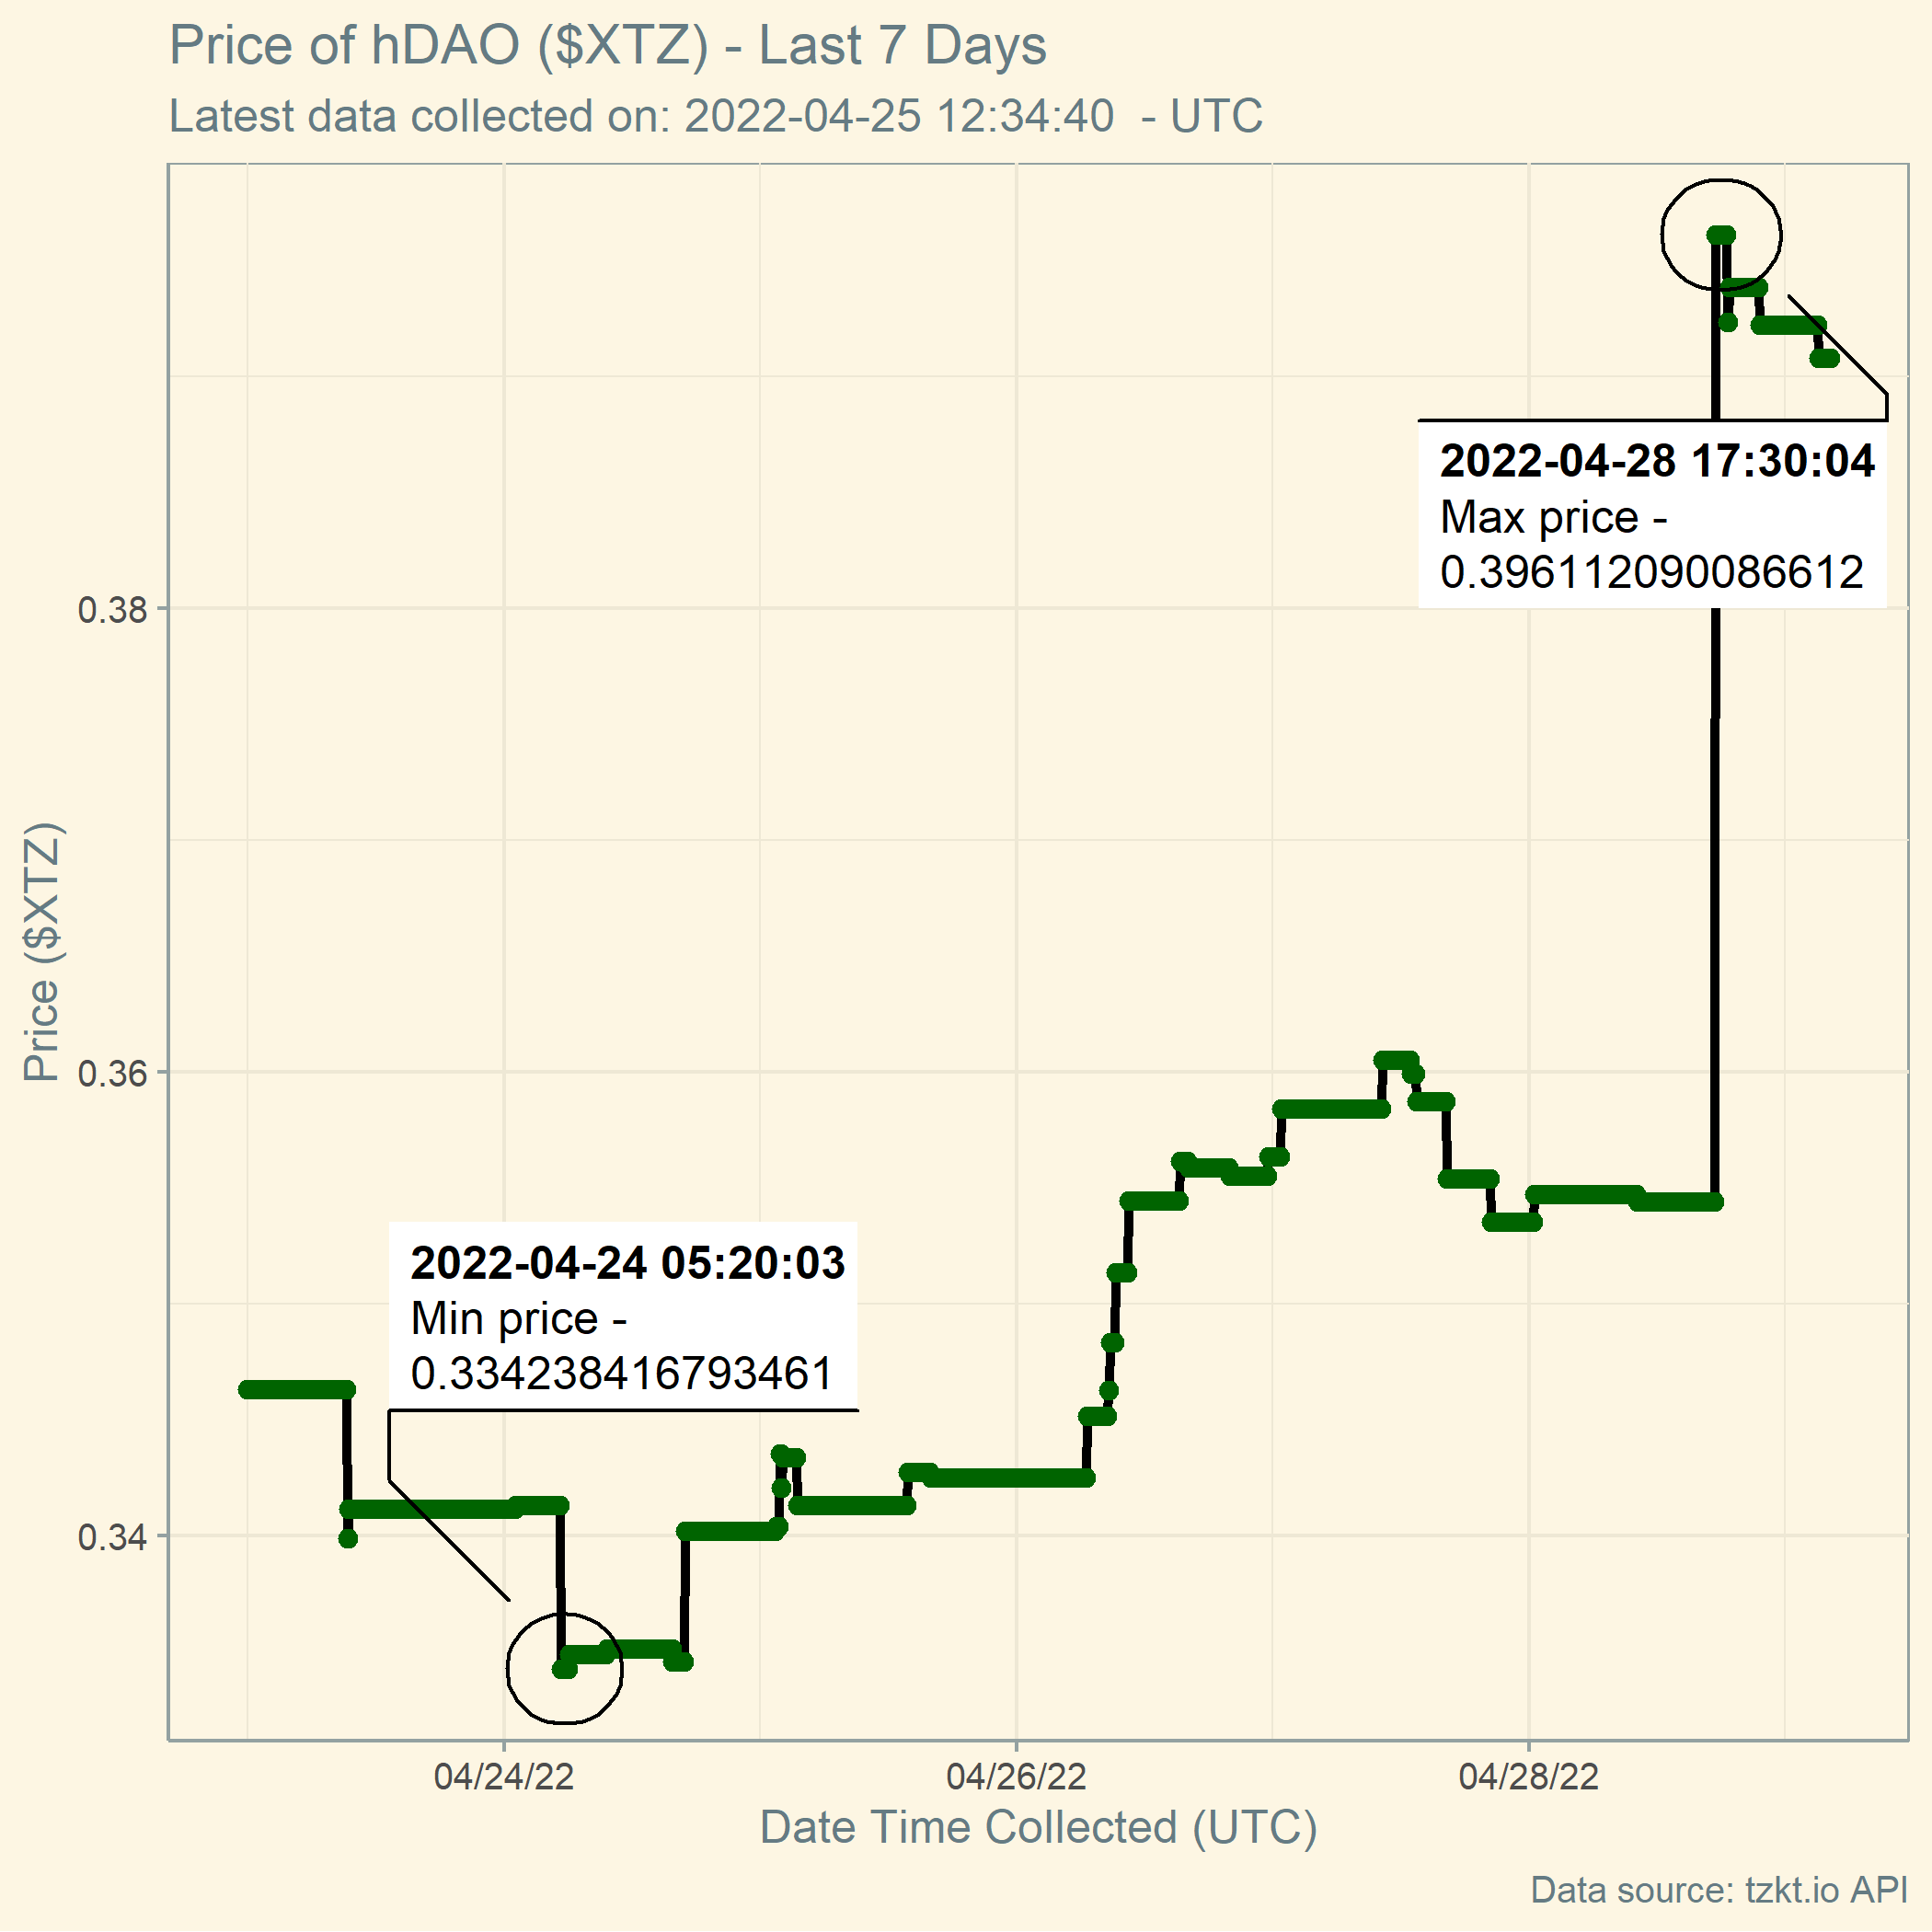 Price of hDAO ($XTZ) - Last 7 Days
Latest data collected on: 2022-04-25 12:34:40  - UTC
2022-04-28 17:30:04
Max price -
0.396112090086612
0.38
Price ($XTZ)
0.36
2022-04-24 05:20:03
Min price -
0.334238416793461
0.34
04/24/22
04/26/22
04/28/22
Date Time Collected (UTC)
Data source: tzkt.io API